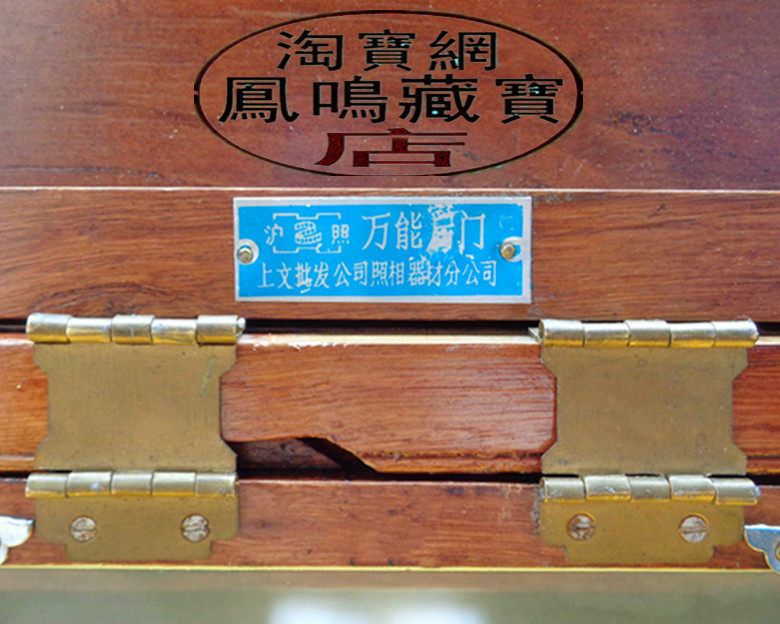 淘寶網
鳳鳴藏寶
店
沪 照 万能后门
上文批发公司照相器材分公司